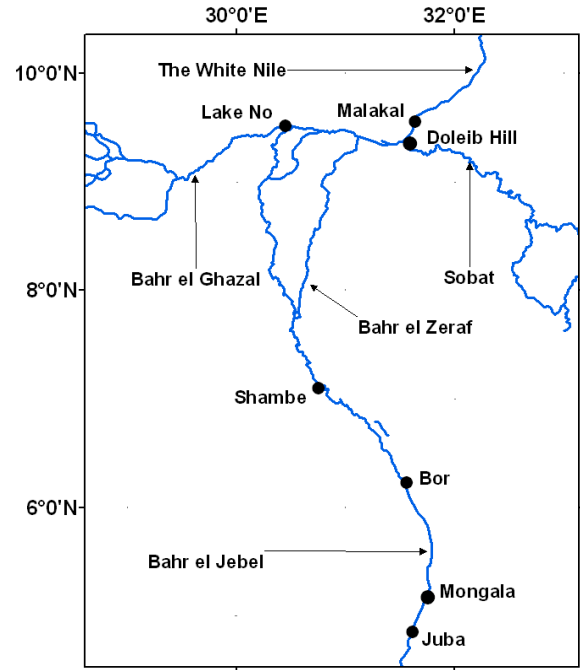 30°0'E 32°0'E
10°0'N
The White Nile
Lake No
Malakal
Doleib Hill
Bahr el Ghazal
Sobat
8°0'N
Bahr el Zeraf
Shambe
Bor
6°0'N
Bahr el Jebel
Mongala
Juba